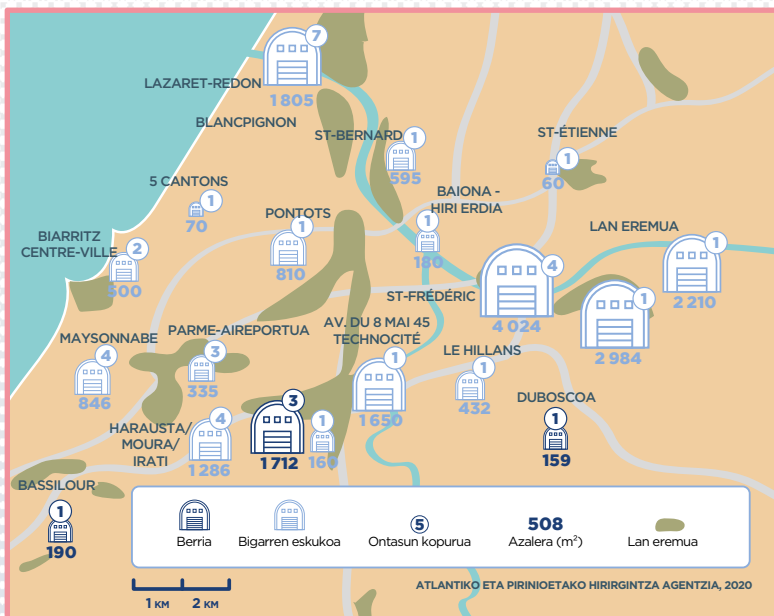 7
LAZARET-REDON
1 805
BLANCPIGNON
ST-BERNARD
1
595
ST-ÉTIENNE
1
60
5 CANTONS
1
70
BAIONA -
HIRI ERDIA
1
180
PONTOTS
1
810
LAN EREMUA
1
2 210
BIARRITZ
CENTRE-VILLE
2
500
ST-FRÉDÉRIC
4
4 024
1
2 984
MAYSONNABE
4
846
PARME-AIREPORTUA
3
335
AV. DU 8 MAI 45
TECHNOCITÉ
1
1 650
LE HILLANS
1
432
DUBOSCOA
1
159
HARAUSTA/
MOURA/
IRATI
4
1 286
3
1 712
1
160
BASSILOUR
1
190
Berria
Bigarren eskukoa
5
Ontasun kopurua
508
Azalera (m²)
Lan eremua
1 KM
2 KM
ATLANTIKO ETA PIRINIOETAKO HIRIGINTZA AGENTZIA, 2020